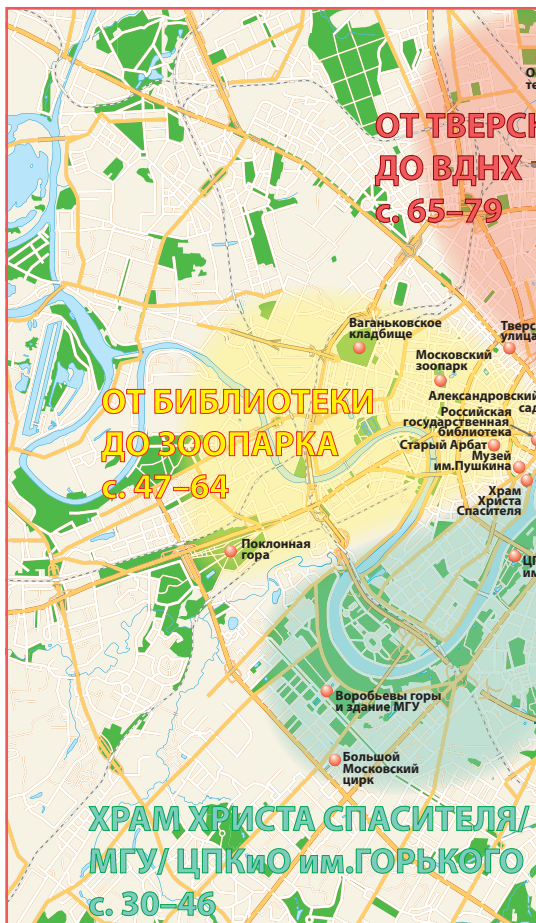 ОТ ТВЕРСК
ДО ВДНХ
с. 65–79
Ваганьковское
кладбище
Тверс
улица
Московский
зоопарк
Александровский
сад
ОТ БИБЛИОТЕКИ
ДО ЗООПАРКА
с. 47–64
Российская
государственная
библиотека
Старый Арбат
Музей
им.Пушкина
Храм
Христа
Спасителя
Поклонная
гора
ЦП
им
Воробьевы горы
и здание МГУ
Большой
Московский
цирк
ХРАМ ХРИСТА СПАСИТЕЛЯ/
МГУ/ ЦПКиО им.ГОРЬКОГО
с. 30–46